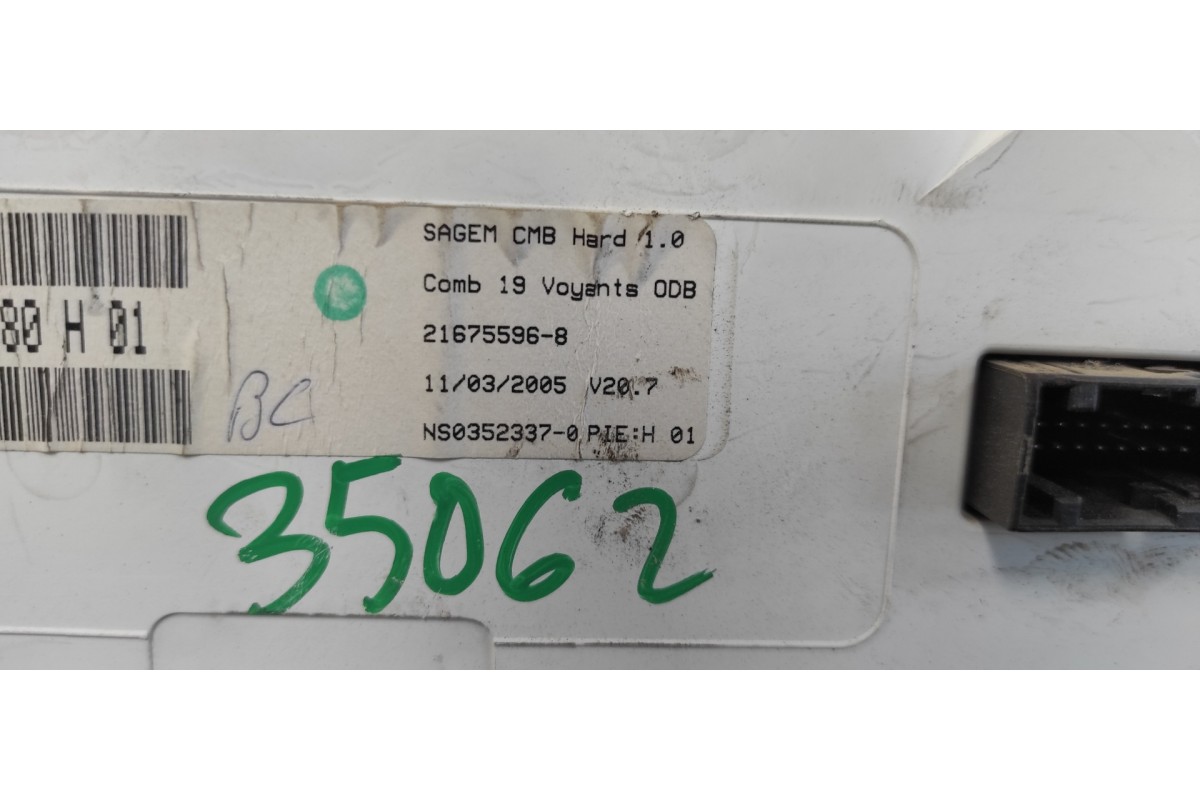 SAGEM CMB Hard 1.0
Comb 19 Voyants ODB
80 H 01
21675596-8
11/03/2005 V20.7
BC
NS0352337-0 PIE:H 01
35062